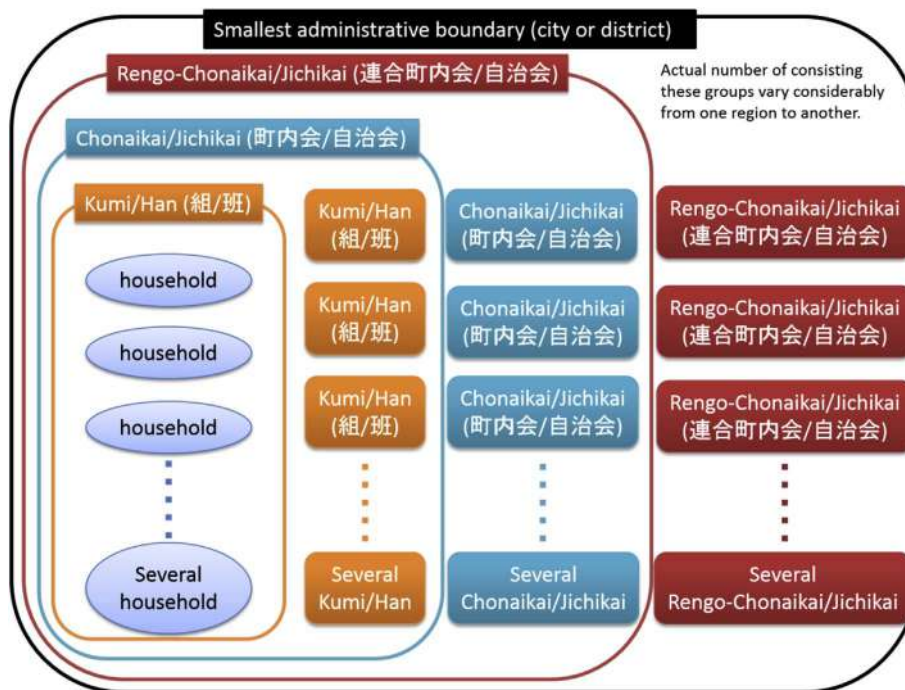 Smallest administrative boundary (city or district)
Rengo-Chonaikai/Jichikai (連合町内会/自治会)
Actual number of consisting
these groups vary considerably
from one region to another.
Chonaikai/Jichikai (町内会/自治会)
Kumi/Han (組/班)
household
household
household
Several
household
Kumi/Han
(組/班)
Kumi/Han
(組/班)
Kumi/Han
(組/班)
Several
Kumi/Han
Chonaikai/Jichikai
(町内会/自治会)
Chonaikai/Jichikai
(町内会/自治会)
Chonaikai/Jichikai
(町内会/自治会)
Several
Chonaikai/Jichikai
Rengo-Chonaikai/Jichikai
(連合町内会/自治会)
Rengo-Chonaikai/Jichikai
(連合町内会/自治会)
Rengo-Chonaikai/Jichikai
(連合町内会/自治会)
Several
Rengo-Chonaikai/Jichikai